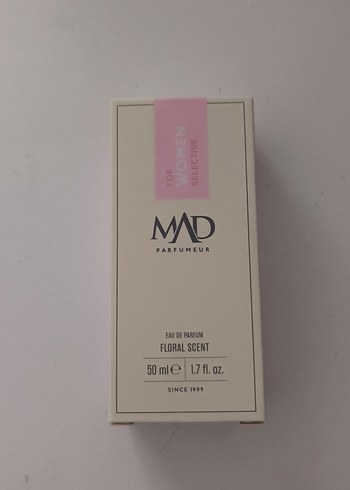 FOR
WOMEN
SELECTIVE
MAD
PARFUMEUR
EAU DE PARFUM
FLORAL SCENT
50 ml ℮ 1.7 fl. oz.
SINCE 1999